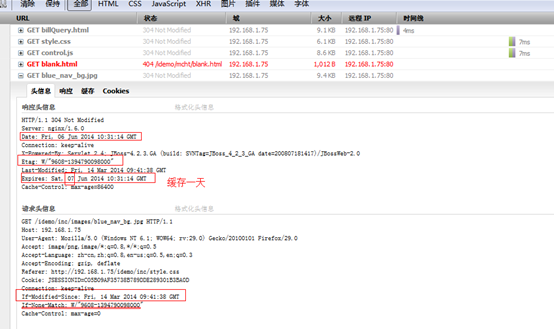 清除 保持 全部 HTML CSS JavaScript XHR 图片 插件 媒体 字体
URL 状态 域 大小 远程 IP 时间线
GET billQuery.html 304 Not Modified 192.168.1.75 9.1 KB 192.168.1.75:80 4ms
GET style.css 304 Not Modified 192.168.1.75 6.1 KB 192.168.1.75:80 7ms
GET control.js 304 Not Modified 192.168.1.75 8.6 KB 192.168.1.75:80 7ms
GET blank.html 404 /idemo/mcht/blank.html 192.168.1.75 1,012 B 192.168.1.75:80
GET blue_nav_bg.jpg 304 Not Modified 192.168.1.75 9.4 KB 192.168.1.75:80
头信息 响应 缓存 Cookies
响应头信息 格式化头信息
HTTP/1.1 304 Not Modified
Server: nginx/1.6.0
Date: Fri, 06 Jun 2014 10:31:14 GMT
Connection: keep-alive
X-Powered-By: Servlet 2.4; JBoss-4.2.3.GA (build: SVNTag=JBoss_4_2_3_GA date=200807181417)/JBossWeb-2.0
Etag: W/"9608-1394790098000"
Last-Modified: Fri, 14 Mar 2014 09:41:38 GMT
Expires: Sat, 07 Jun 2014 10:31:14 GMT 缓存一天
Cache-Control: max-age=86400
请求头信息 格式化头信息
GET /idemo/inc/images/blue_nav_bg.jpg HTTP/1.1
Host: 192.168.1.75
User-Agent: Mozilla/5.0 (Windows NT 6.1; WOW64; rv:29.0) Gecko/20100101 Firefox/29.0
Accept: image/png,image/*;q=0.8,*/*;q=0.5
Accept-Language: zh-cn,zh;q=0.8,en-us;q=0.5,en;q=0.3
Accept-Encoding: gzip, deflate
Referer: http://192.168.1.75/idemo/inc/style.css
Cookie:
Connection: keep-alive
If-Modified-Since: Fri, 14 Mar 2014 09:41:38 GMT
If-None-Match: W/"9608-1394790098000"
Cache-Control: max-age=0